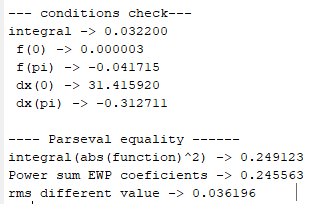 --- conditions check---
integral -> 0.032200
f(0) -> 0.000003
f(pi) -> -0.041715
dx(0) -> 31.415920
dx(pi) -> -0.312711
---- Parseval equality ------
integral(abs(function)^2) -> 0.249123
Power sum EWP coeficients -> 0.245563
rms different value -> 0.036196